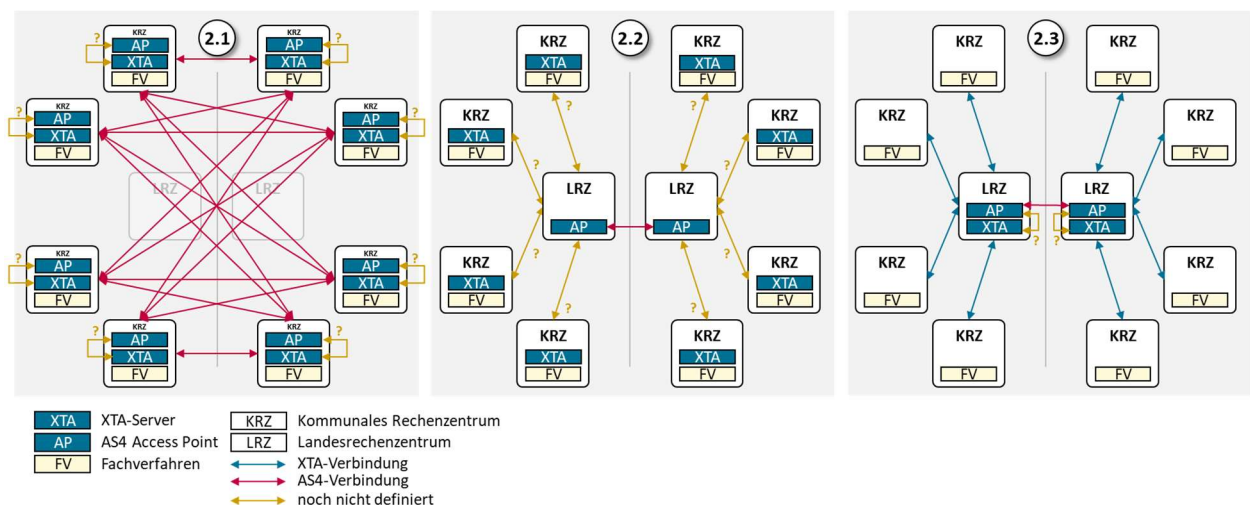 2.1
KRZ
AP
XTA
FV
?
KRZ
AP
XTA
FV
?
KRZ
AP
XTA
FV
?
KRZ
AP
XTA
FV
?
LRZ
LRZ
KRZ
AP
XTA
FV
?
KRZ
AP
XTA
FV
?
KRZ
AP
XTA
FV
?
KRZ
AP
XTA
FV
?
2.2
KRZ
XTA
FV
?
KRZ
XTA
FV
?
KRZ
XTA
FV
?
KRZ
XTA
FV
?
LRZ
AP
LRZ
AP
KRZ
XTA
FV
?
KRZ
XTA
FV
?
KRZ
XTA
FV
?
KRZ
XTA
FV
?
2.3
KRZ
FV
KRZ
FV
KRZ
FV
KRZ
FV
LRZ
AP
XTA
?
LRZ
AP
XTA
?
KRZ
FV
KRZ
FV
KRZ
FV
KRZ
FV
XTA XTA-Server
AP AS4 Access Point
FV Fachverfahren
KRZ Kommunales Rechenzentrum
LRZ Landesrechenzentrum
XTA-Verbindung
AS4-Verbindung
noch nicht definiert